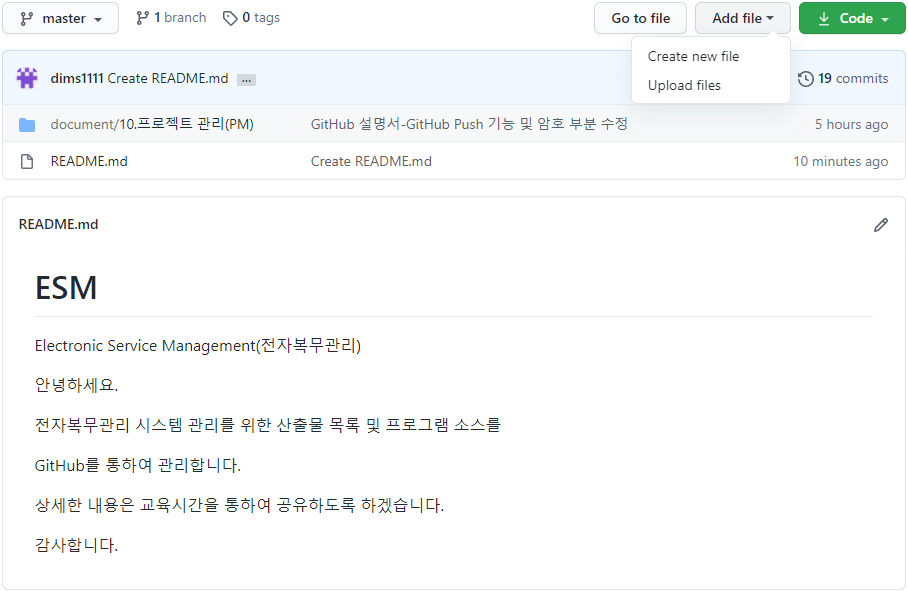 master 1 branch 0 tags Go to file Add file Code
Create new file
Upload files
dims1111 Create README.md ... 19 commits
document/10.프로젝트 관리(PM) GitHub 설명서-GitHub Push 기능 및 암호 부분 수정 5 hours ago
README.md Create README.md 10 minutes ago
README.md
ESM
Electronic Service Management(전자복무관리)
안녕하세요.
전자복무관리 시스템 관리를 위한 산출물 목록 및 프로그램 소스를
GitHub를 통하여 관리합니다.
상세한 내용은 교육시간을 통하여 공유하도록 하겠습니다.
감사합니다.